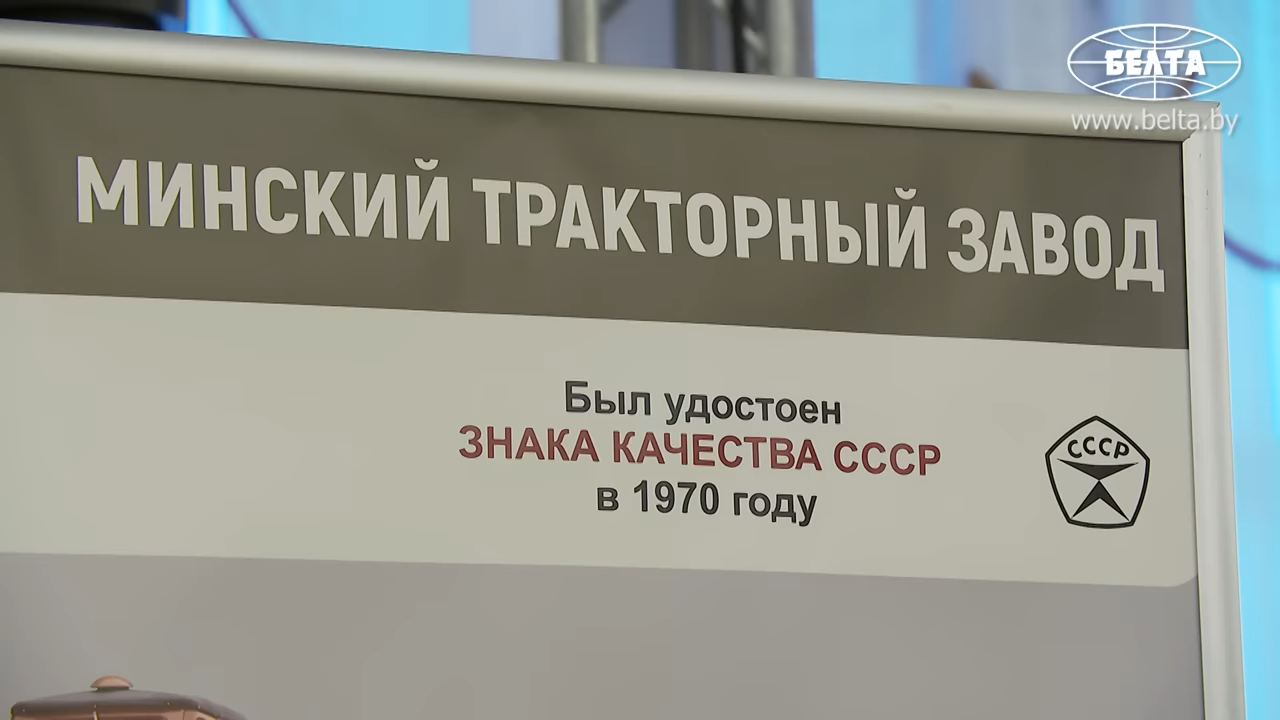 БЕЛТА
www.belta.by
МИНСКИЙ ТРАКТОРНЫЙ ЗАВОД
Был удостоен
ЗНАКА КАЧЕСТВА СССР
в 1970 году
СССР